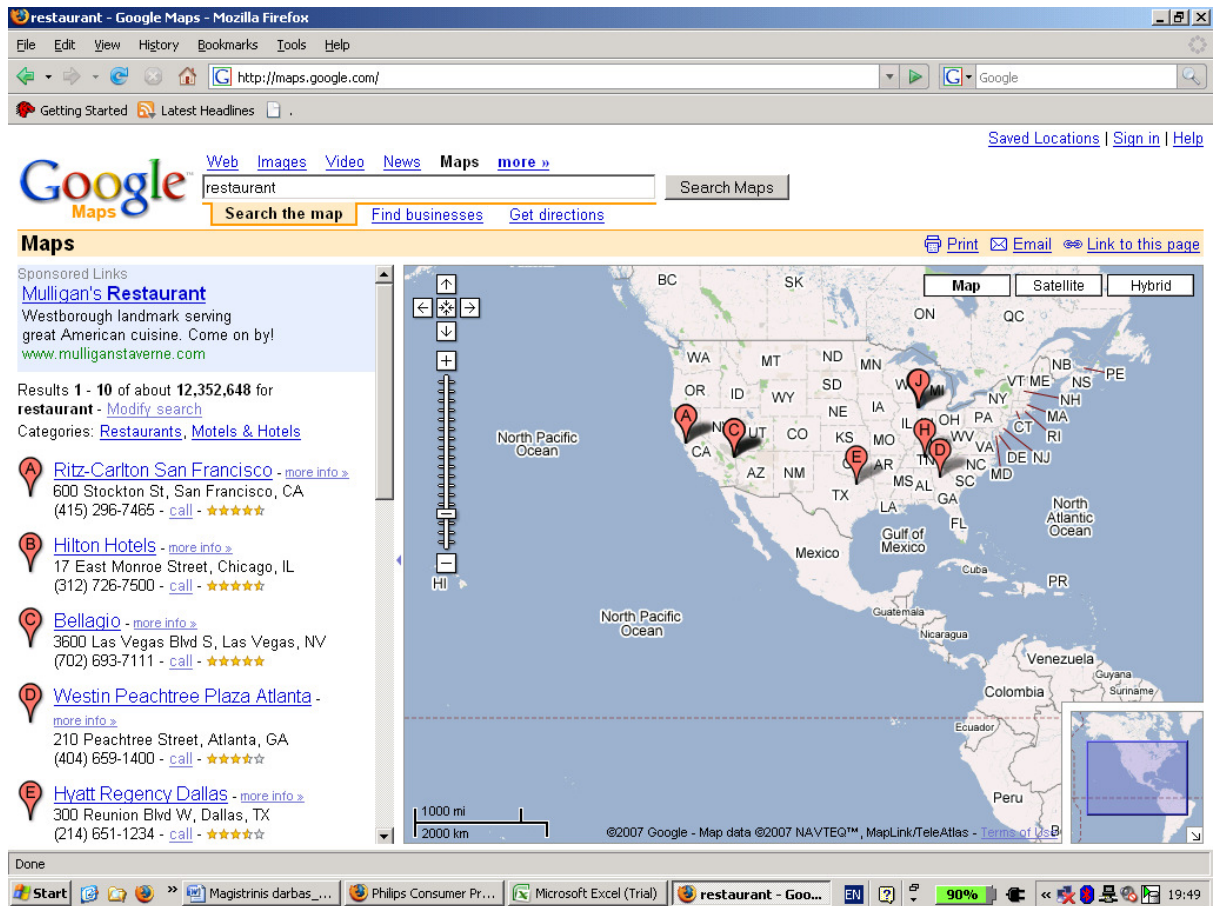 restaurant - Google Maps - Mozilla Firefox
File Edit View History Bookmarks Tools Help
http://maps.google.com/
Google
Getting Started Latest Headlines .
Saved Locations | Sign in | Help
Web Images Video News Maps more »
Google Maps
restaurant
Search Maps
Search the map Find businesses Get directions
Maps
Print Email Link to this page
Sponsored Links
Mulligan's Restaurant
Westborough landmark serving
great American cuisine. Come on by!
www.mulliganstaverne.com
Results 1 - 10 of about 12,352,648 for
restaurant - Modify search
Categories: Restaurants, Motels & Hotels
A Ritz-Carlton San Francisco - more info »
600 Stockton St, San Francisco, CA
(415) 296-7465 - call -
B Hilton Hotels - more info »
17 East Monroe Street, Chicago, IL
(312) 726-7500 - call -
C Bellagio - more info »
3600 Las Vegas Blvd S, Las Vegas, NV
(702) 693-7111 - call -
D Westin Peachtree Plaza Atlanta -
more info »
210 Peachtree Street, Atlanta, GA
(404) 659-1400 - call -
E Hyatt Regency Dallas - more info »
300 Reunion Blvd W, Dallas, TX
(214) 651-1234 - call -
Map Satellite Hybrid
BC SK
ON QC
WA MT ND MN
NB PE
VT ME NS
OR ID WY SD J MI
NY NH
A NE IA MA
C UT CO KS MO IL H OH PA CT RI
CA WV VA
E AR TN D NC DE NJ
AZ NM MD
TX MS AL SC
LA GA
FL
North Pacific
Ocean
North
Atlantic
Ocean
Gulf of
Mexico
Mexico
Cuba
HI
PR
North Pacific
Ocean
Guatemala
Nicaragua
Venezuela
Guyana
Colombia
Suriname
Ecuador
Peru
1000 mi
2000 km
©2007 Google - Map data ©2007 NAVTEQ™, MapLink/TeleAtlas - Terms of Use
Done
Start » Magistrinis darbas_... Philips Consumer Pr... Microsoft Excel (Trial) restaurant - Goo... EN 90% « 19:49